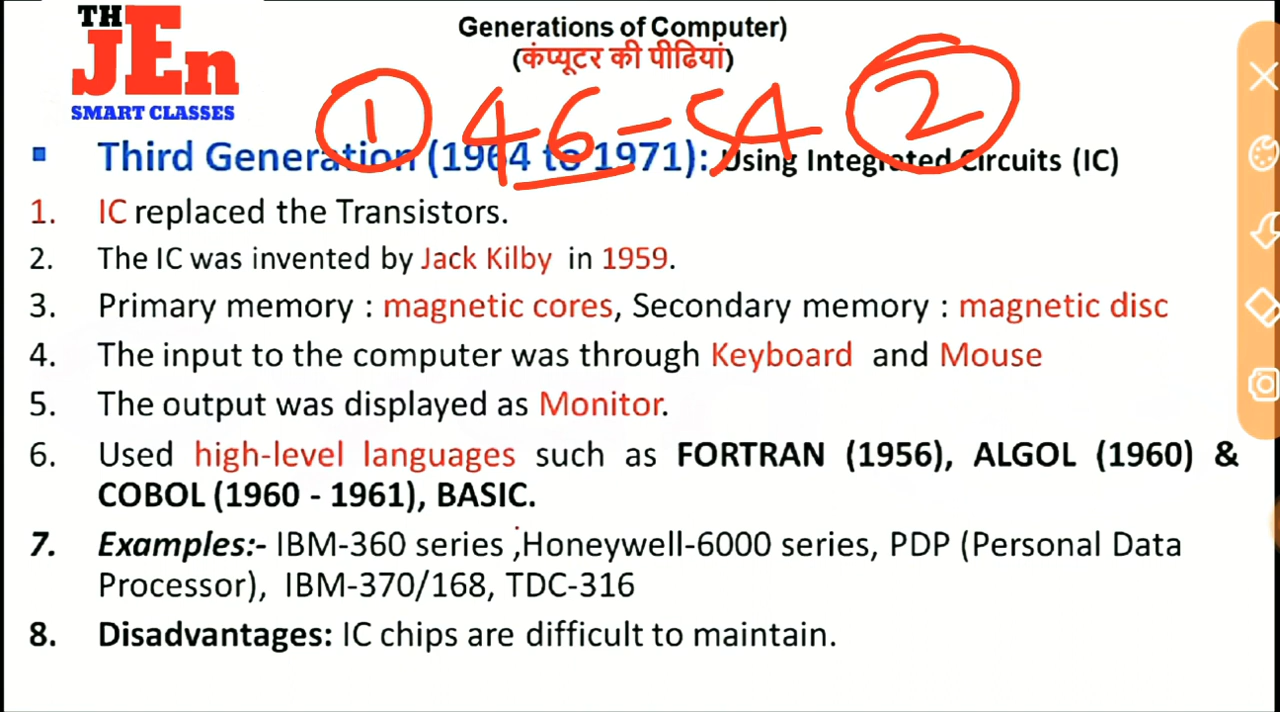 THE
JEn
SMART CLASSES
Generations of Computer)
(कंप्यूटर की पीढियां)
1 46-54 2
Third Generation (1964 to 1971): Using Integrated Circuits (IC)
1. IC replaced the Transistors.
2. The IC was invented by Jack Kilby in 1959.
3. Primary memory : magnetic cores, Secondary memory : magnetic disc
4. The input to the computer was through Keyboard and Mouse
5. The output was displayed as Monitor.
6. Used high-level languages such as FORTRAN (1956), ALGOL (1960) &
COBOL (1960 - 1961), BASIC.
7. Examples:- IBM-360 series ,Honeywell-6000 series, PDP (Personal Data
Processor), IBM-370/168, TDC-316
8. Disadvantages: IC chips are difficult to maintain.